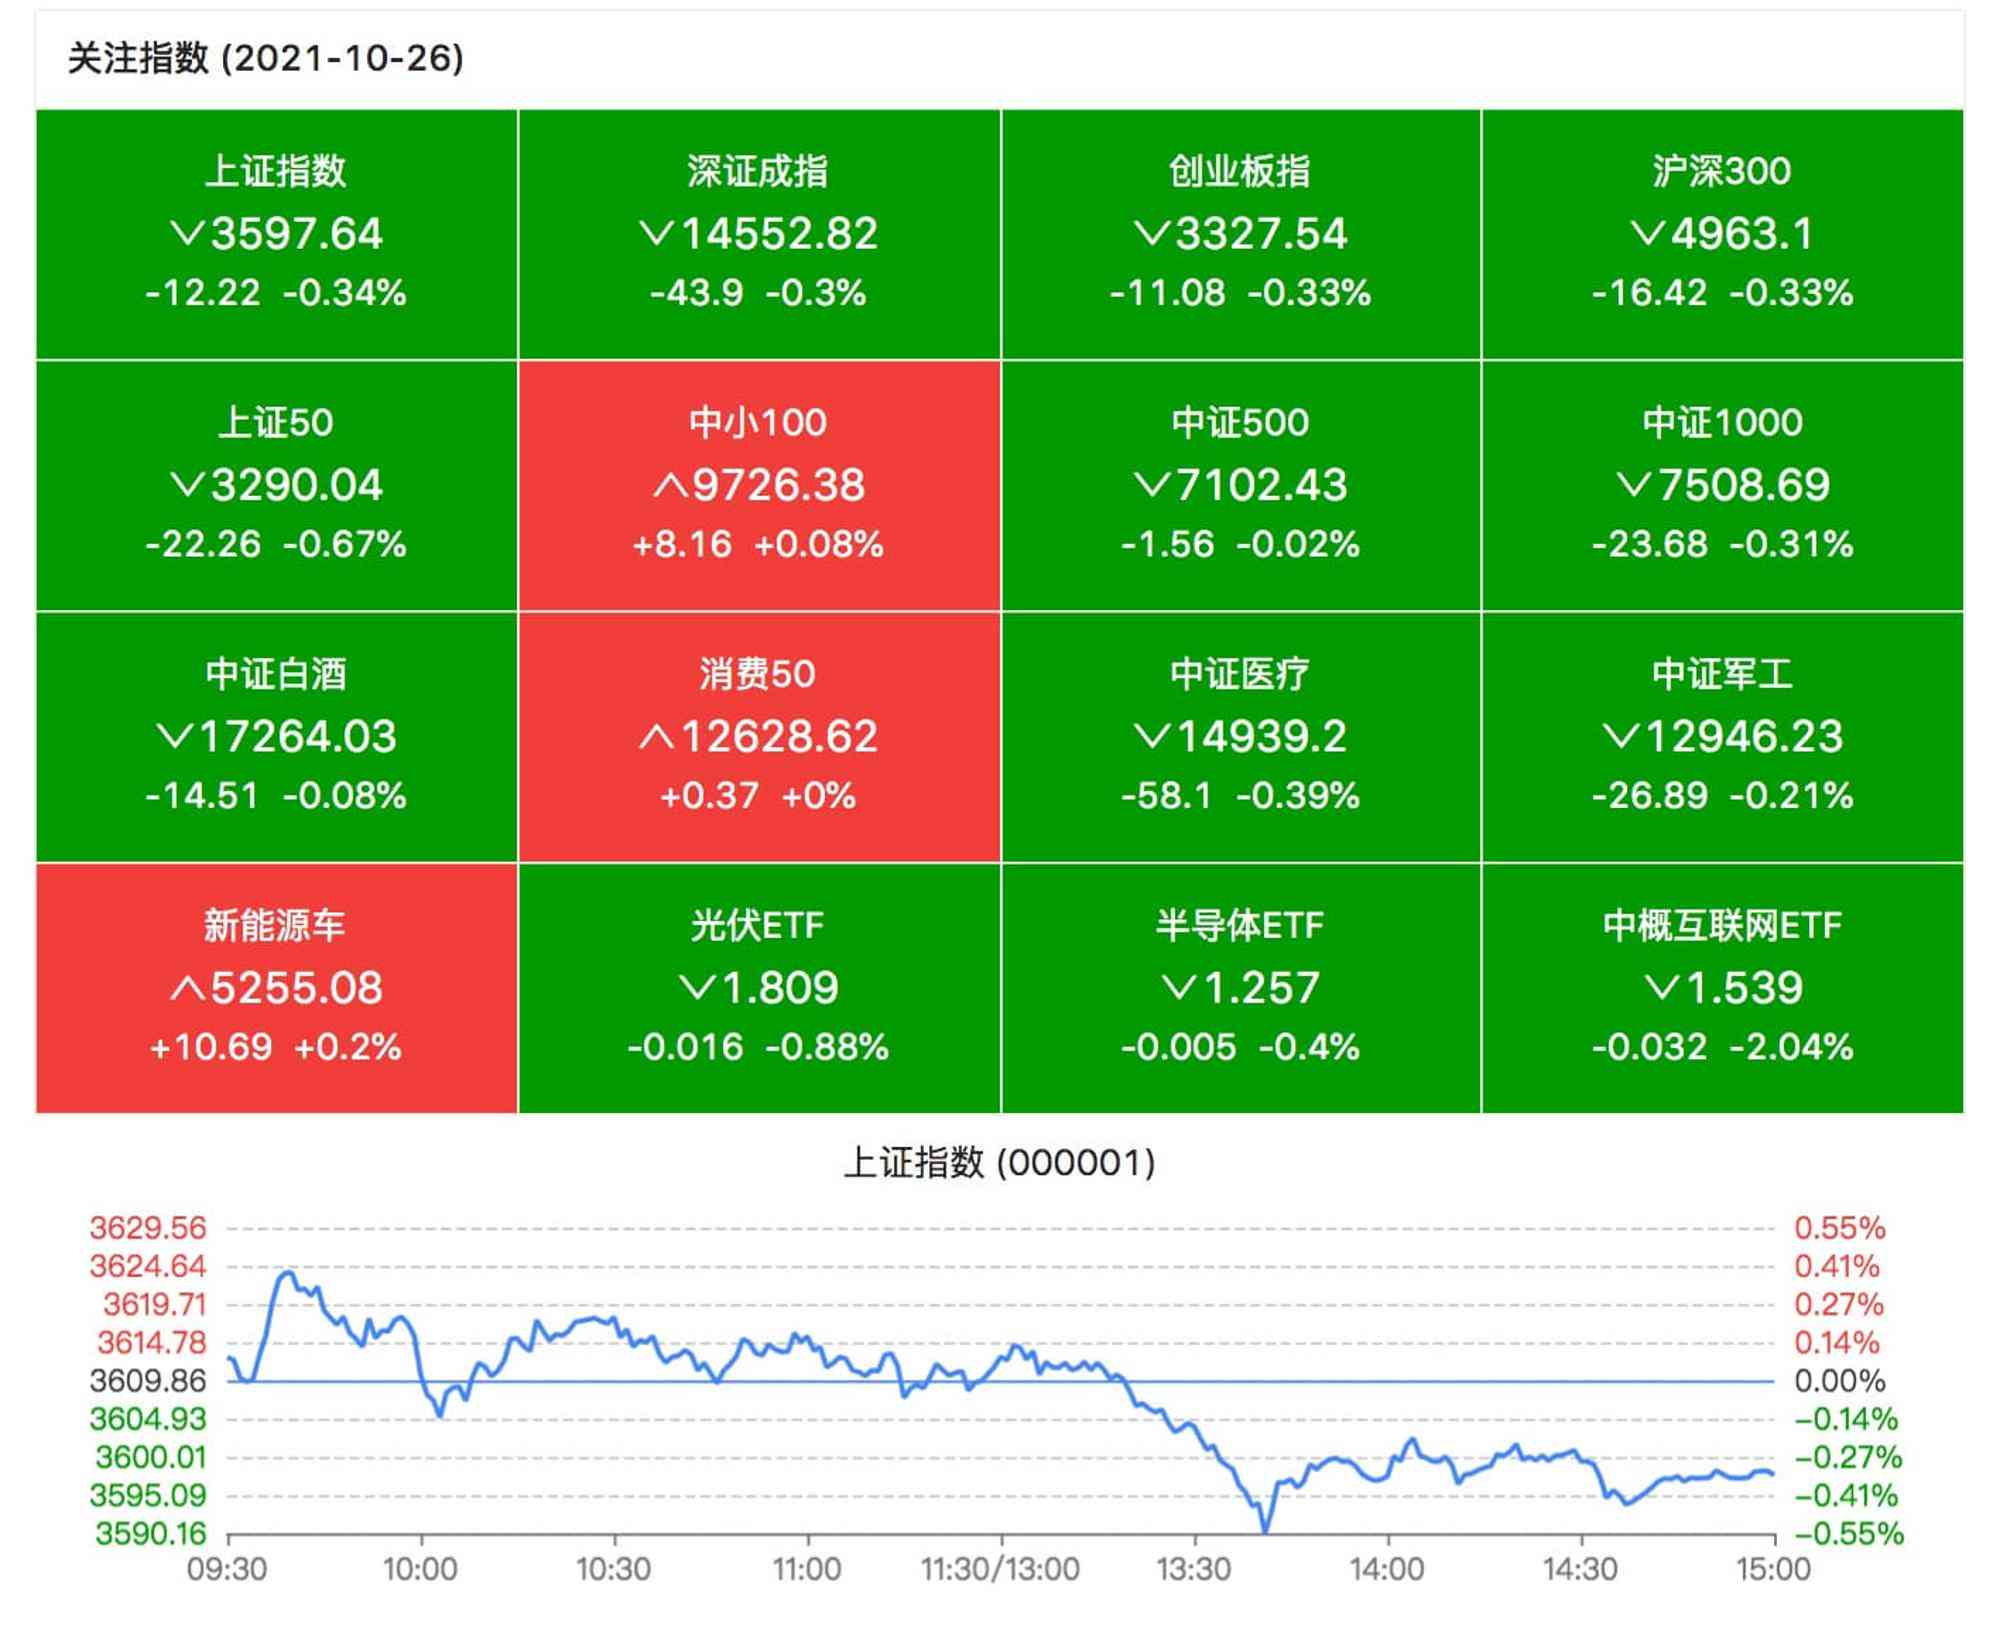 关注指数 (2021-10-26)
上证指数
3597.64
-12.22 -0.34%
深证成指
14552.82
-43.9 -0.3%
创业板指
3327.54
-11.08 -0.33%
沪深300
4963.1
-16.42 -0.33%
上证50
3290.04
-22.26 -0.67%
中小100
9726.38
+8.16 +0.08%
中证500
7102.43
-1.56 -0.02%
中证1000
7508.69
-23.68 -0.31%
中证白酒
17264.03
-14.51 -0.08%
消费50
12628.62
+0.37 +0%
中证医疗
14939.2
-58.1 -0.39%
中证军工
12946.23
-26.89 -0.21%
新能源车
5255.08
+10.69 +0.2%
光伏ETF
1.809
-0.016 -0.88%
半导体ETF
1.257
-0.005 -0.4%
中概互联网ETF
1.539
-0.032 -2.04%
上证指数 (000001)
3629.56 0.55%
3624.64 0.41%
3619.71 0.27%
3614.78 0.14%
3609.86 0.00%
3604.93 -0.14%
3600.01 -0.27%
3595.09 -0.41%
3590.16 -0.55%
09:30 10:00 10:30 11:00 11:30/13:00 13:30 14:00 14:30 15:00